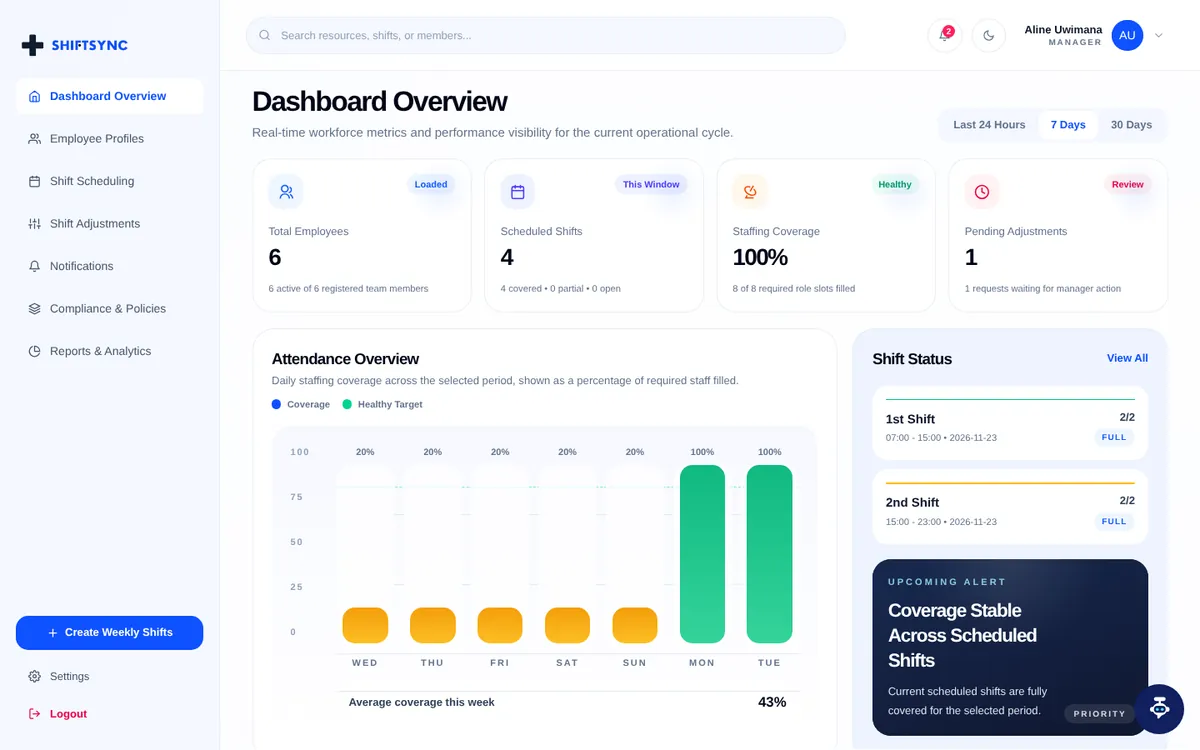 SHIFTSYNC
Search resources, shifts, or members...
2
Aline Uwimana
MANAGER
AU
Dashboard Overview
Employee Profiles
Shift Scheduling
Shift Adjustments
Notifications
Compliance & Policies
Reports & Analytics
Create Weekly Shifts
Settings
Logout
Dashboard Overview
Real-time workforce metrics and performance visibility for the current operational cycle.
Last 24 Hours
7 Days
30 Days
Loaded
Total Employees
6
6 active of 6 registered team members
This Window
Scheduled Shifts
4
4 covered • 0 partial • 0 open
Healthy
Staffing Coverage
100%
8 of 8 required role slots filled
Review
Pending Adjustments
1
1 requests waiting for manager action
Attendance Overview
Daily staffing coverage across the selected period, shown as a percentage of required staff filled.
Coverage
Healthy Target
100
75
50
25
0
20% 20% 20% 20% 20% 100% 100%
WED THU FRI SAT SUN MON TUE
Average coverage this week 43%
Shift Status
View All
1st Shift 2/2
07:00 - 15:00 • 2026-11-23 FULL
2nd Shift 2/2
15:00 - 23:00 • 2026-11-23 FULL
UPCOMING ALERT
Coverage Stable
Across Scheduled
Shifts
Current scheduled shifts are fully
covered for the selected period.
PRIORITY